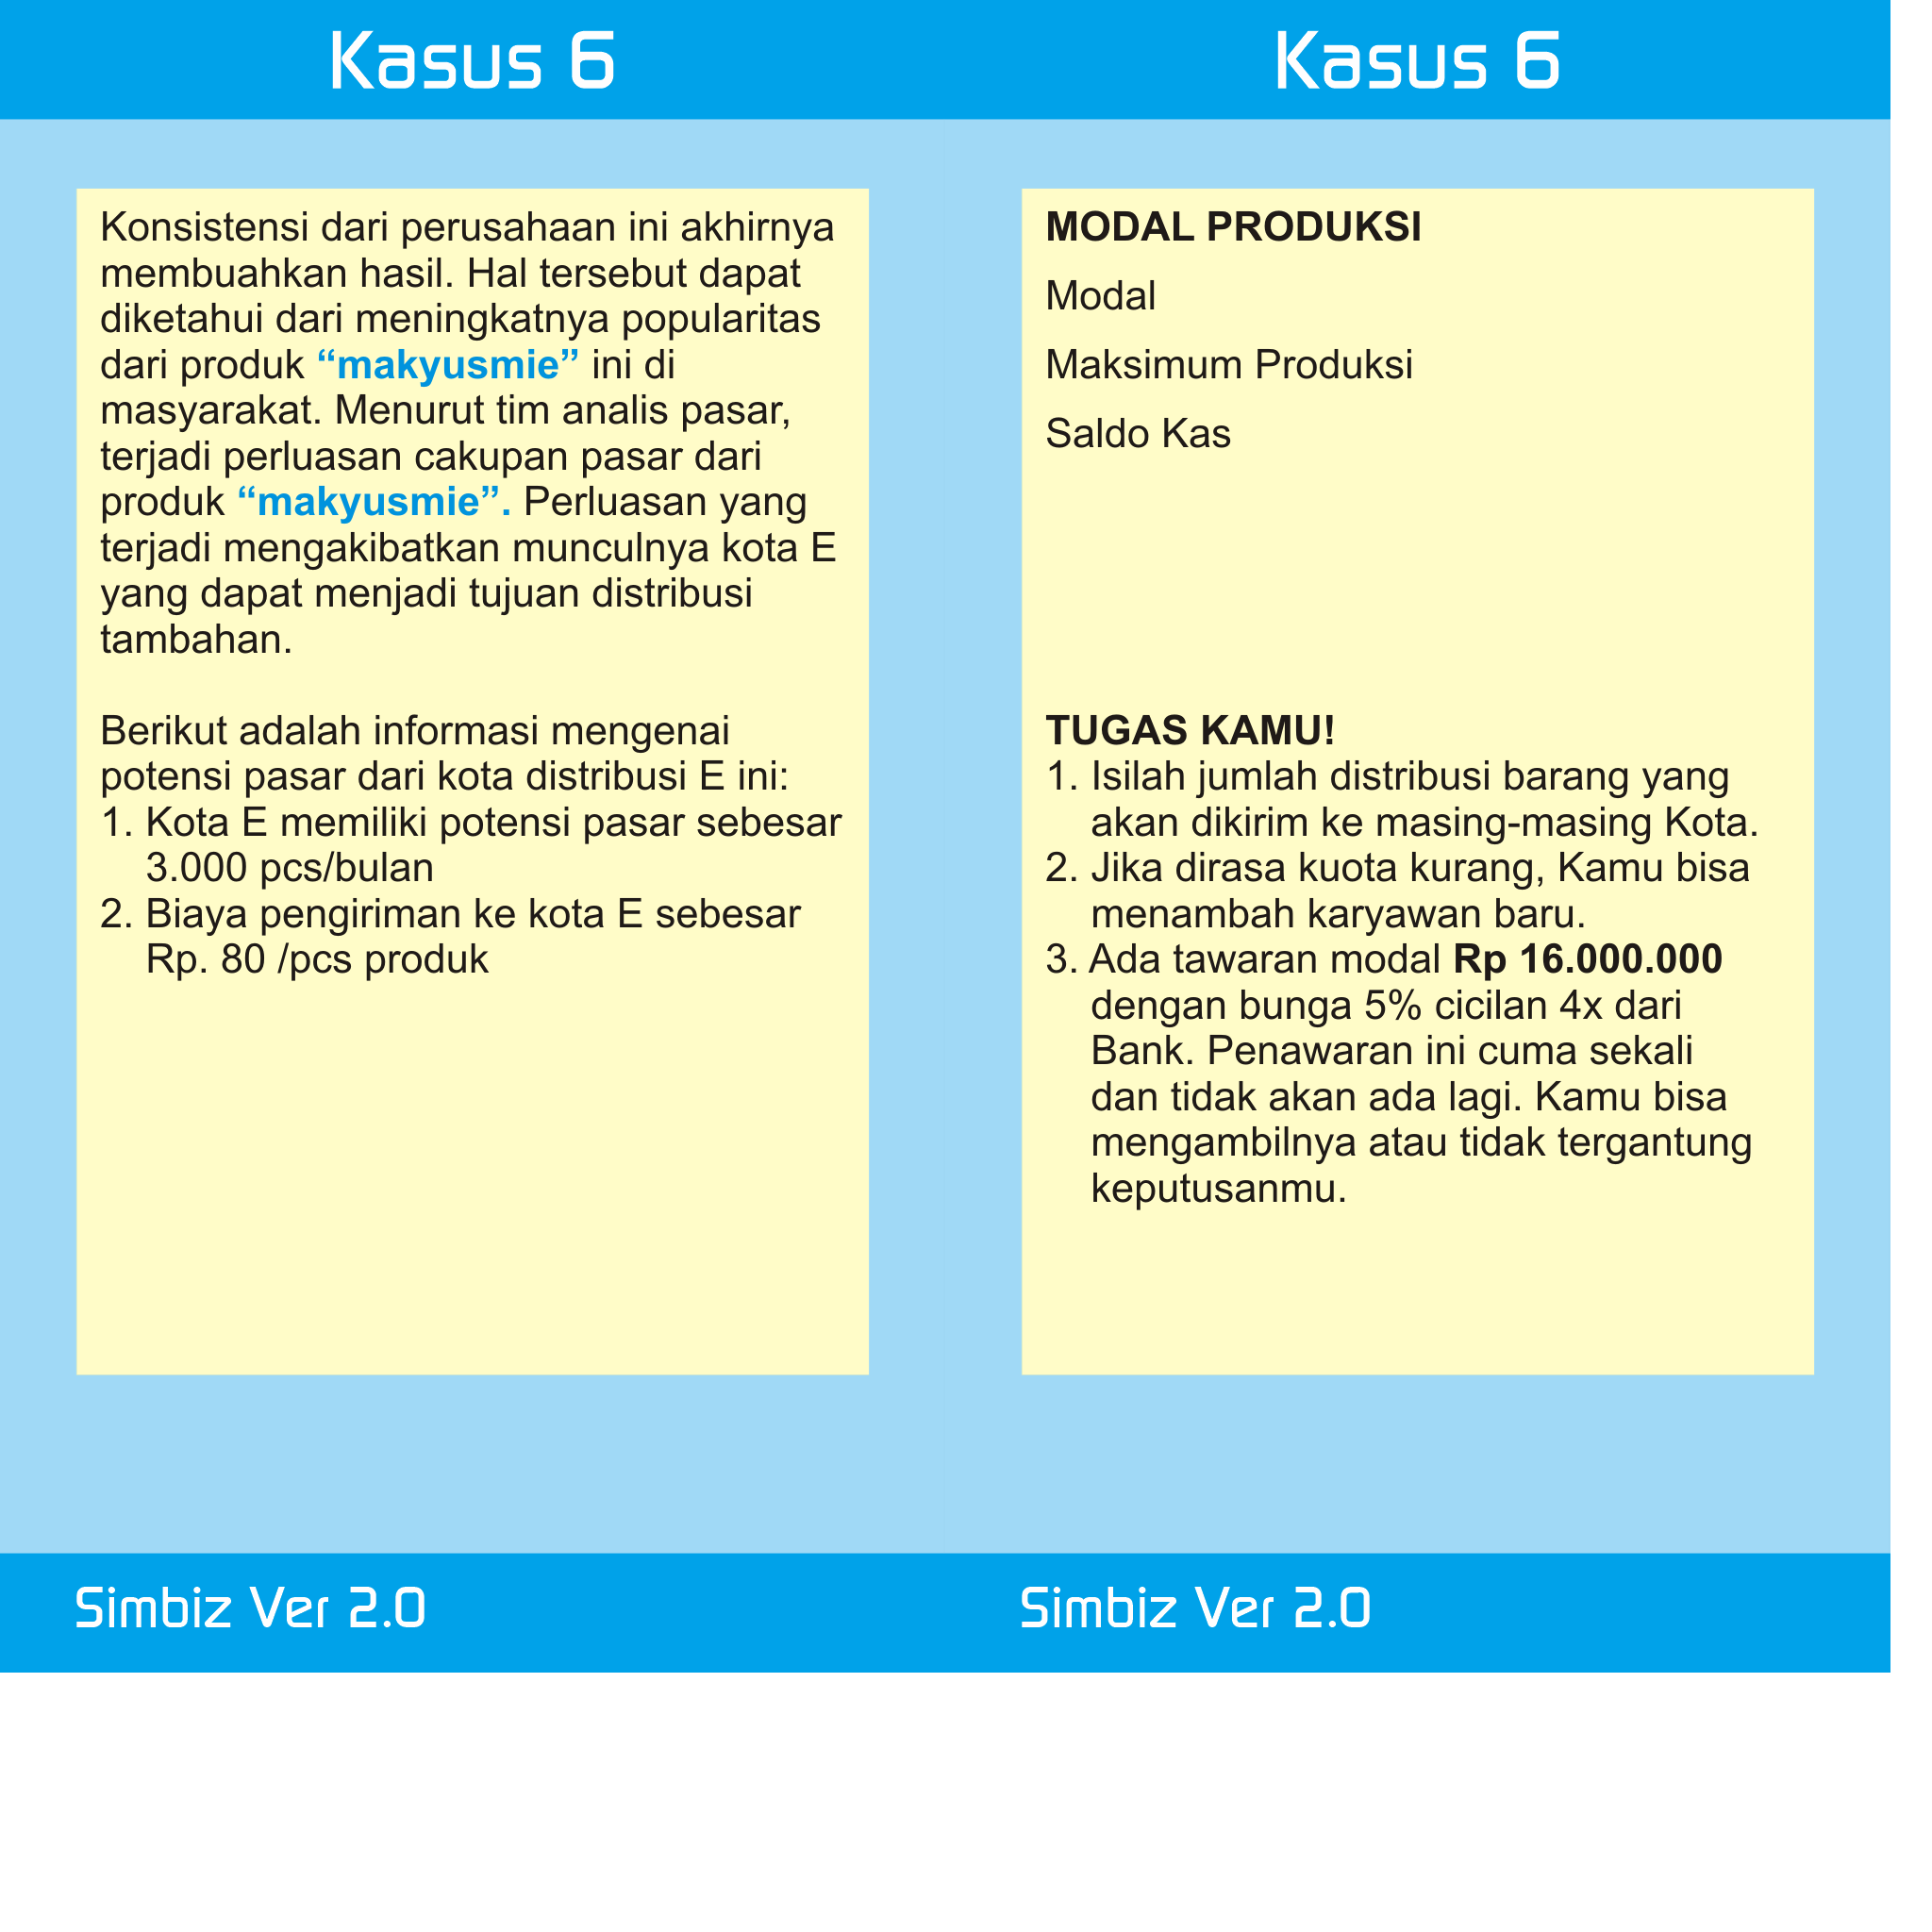 Kasus 6
Konsistensi dari perusahaan ini akhirnya
membuahkan hasil. Hal tersebut dapat
diketahui dari meningkatnya popularitas
dari produk “makyusmie” ini di
masyarakat. Menurut tim analis pasar,
terjadi perluasan cakupan pasar dari
produk “makyusmie”. Perluasan yang
terjadi mengakibatkan munculnya kota E
yang dapat menjadi tujuan distribusi
tambahan.
Berikut adalah informasi mengenai
potensi pasar dari kota distribusi E ini:
1. Kota E memiliki potensi pasar sebesar
3.000 pcs/bulan
2. Biaya pengiriman ke kota E sebesar
Rp. 80 /pcs produk
Simbiz Ver 2.0
Kasus 6
MODAL PRODUKSI
Modal
Maksimum Produksi
Saldo Kas
TUGAS KAMU!
1. Isilah jumlah distribusi barang yang
akan dikirim ke masing-masing Kota.
2. Jika dirasa kuota kurang, Kamu bisa
menambah karyawan baru.
3. Ada tawaran modal Rp 16.000.000
dengan bunga 5% cicilan 4x dari
Bank. Penawaran ini cuma sekali
dan tidak akan ada lagi. Kamu bisa
mengambilnya atau tidak tergantung
keputusanmu.
Simbiz Ver 2.0